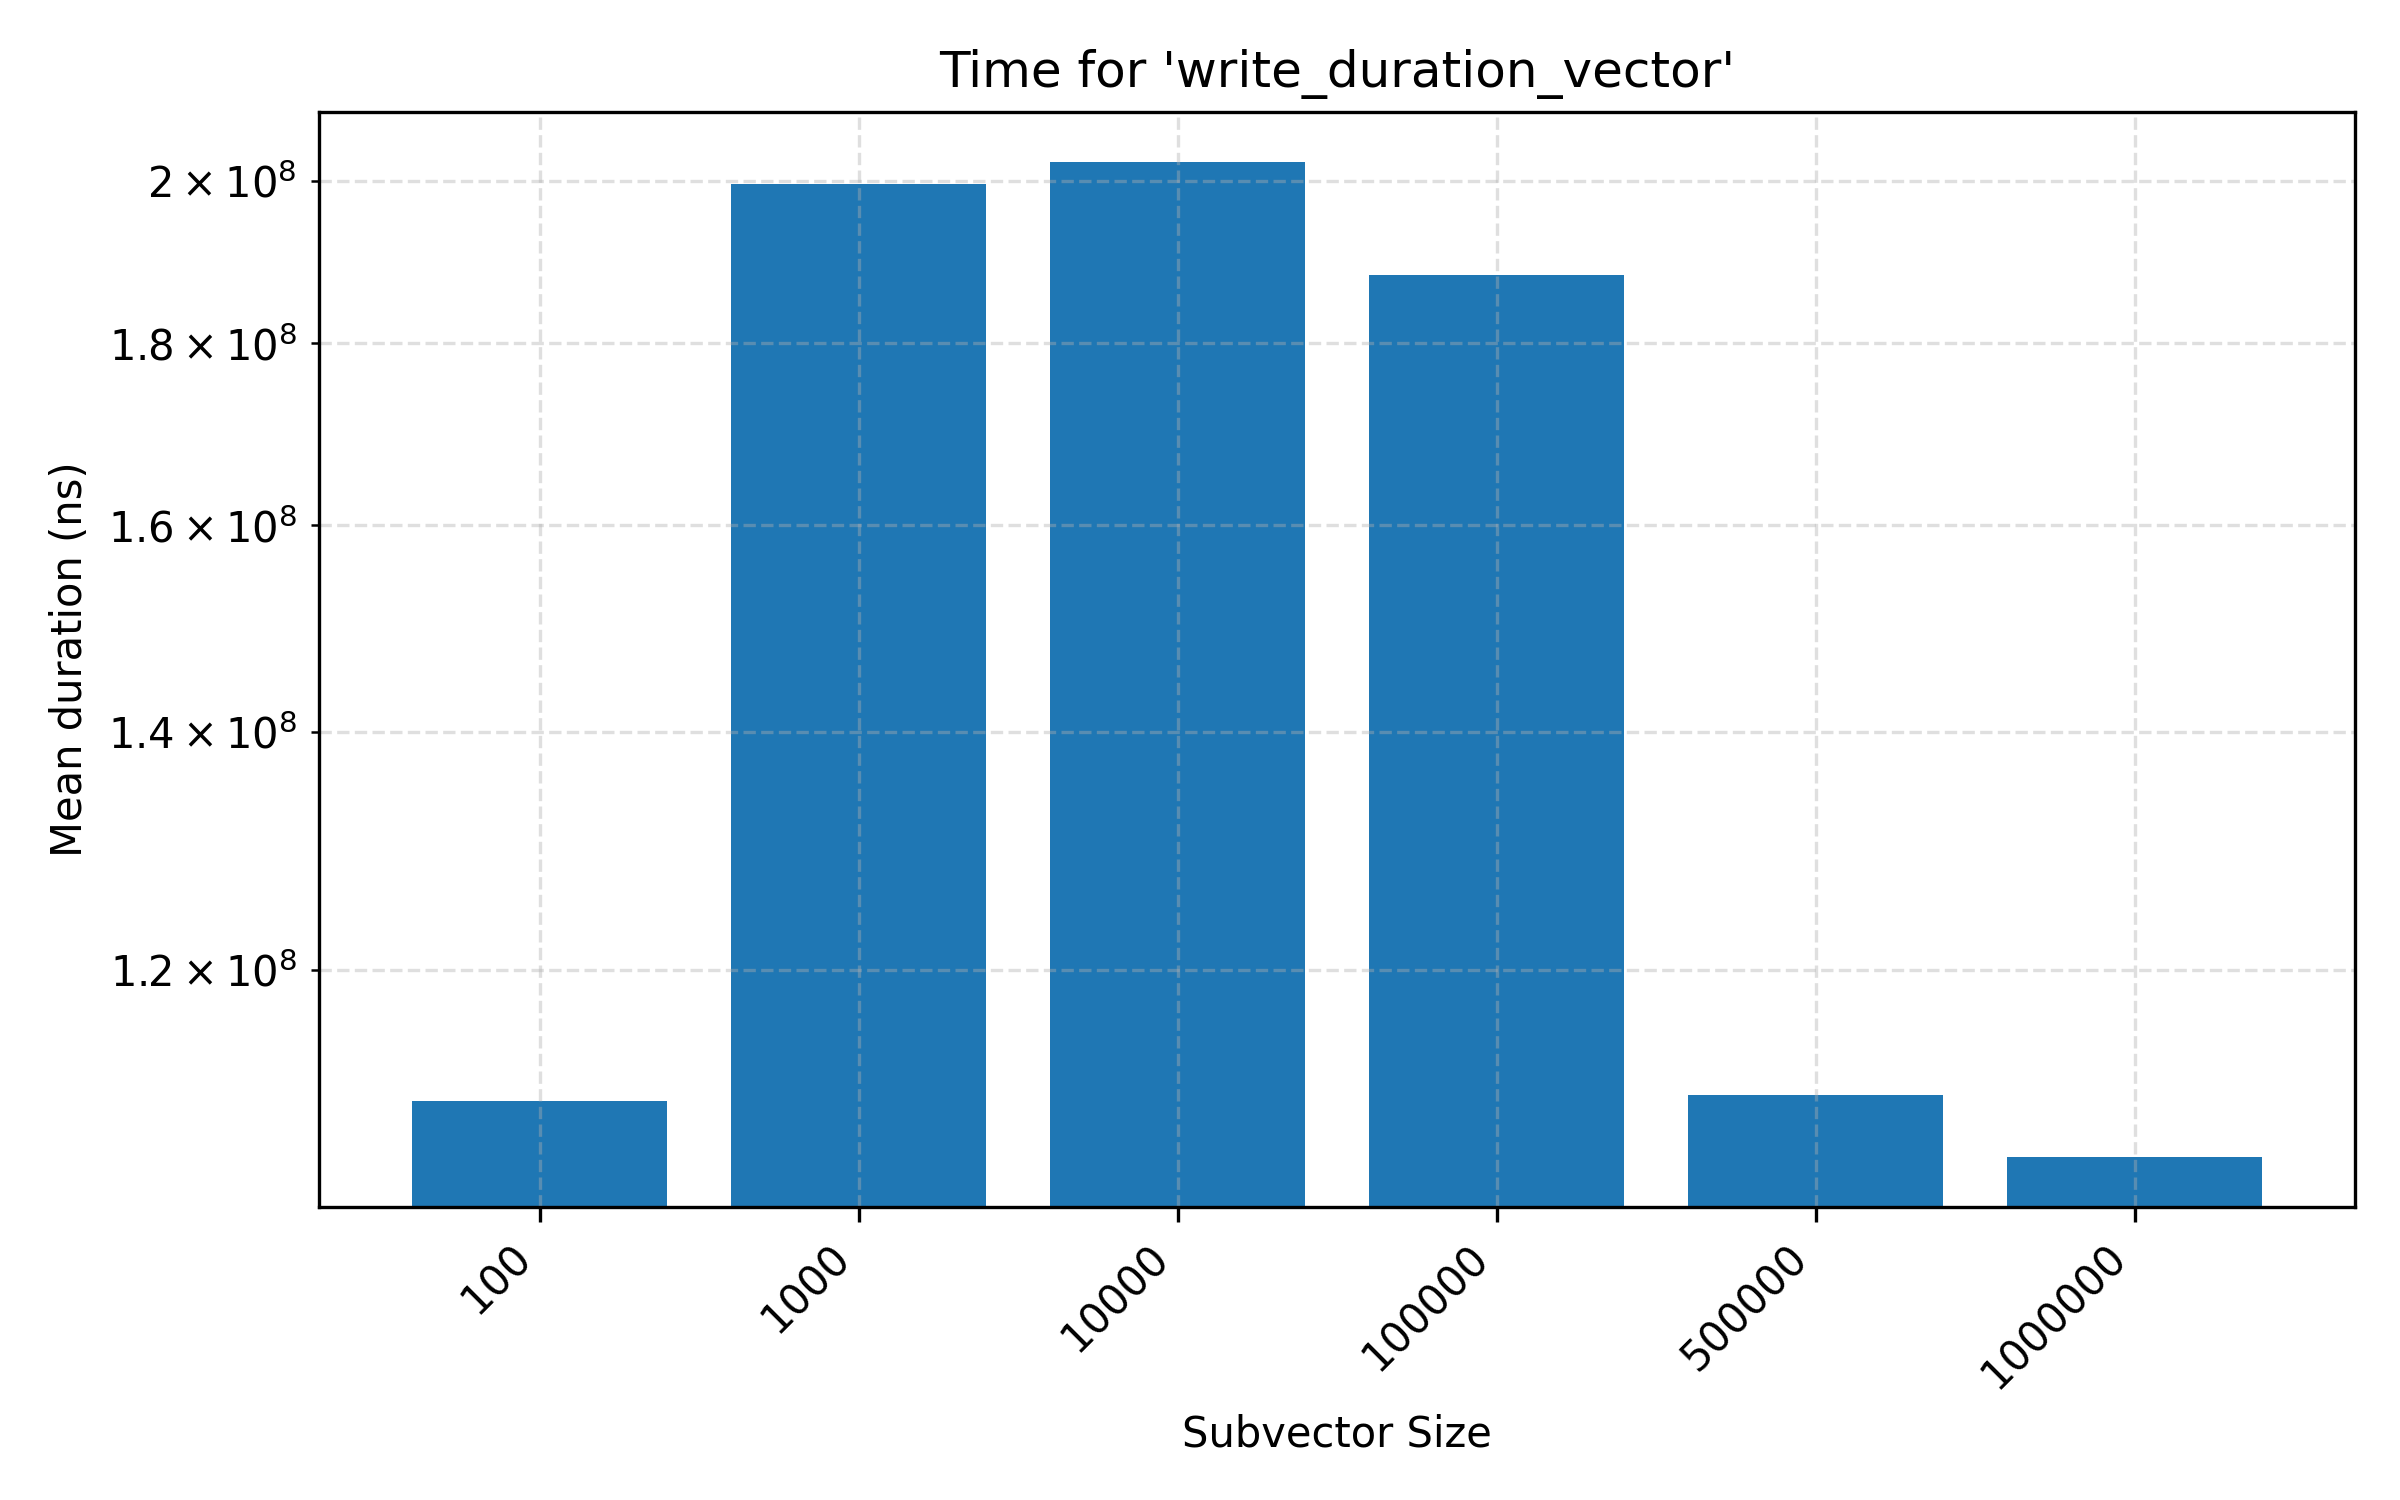 Time for 'write_duration_vector'
Mean duration (ns)
2 × 10⁸
1.8 × 10⁸
1.6 × 10⁸
1.4 × 10⁸
1.2 × 10⁸
100
1000
10000
100000
500000
1000000
Subvector Size